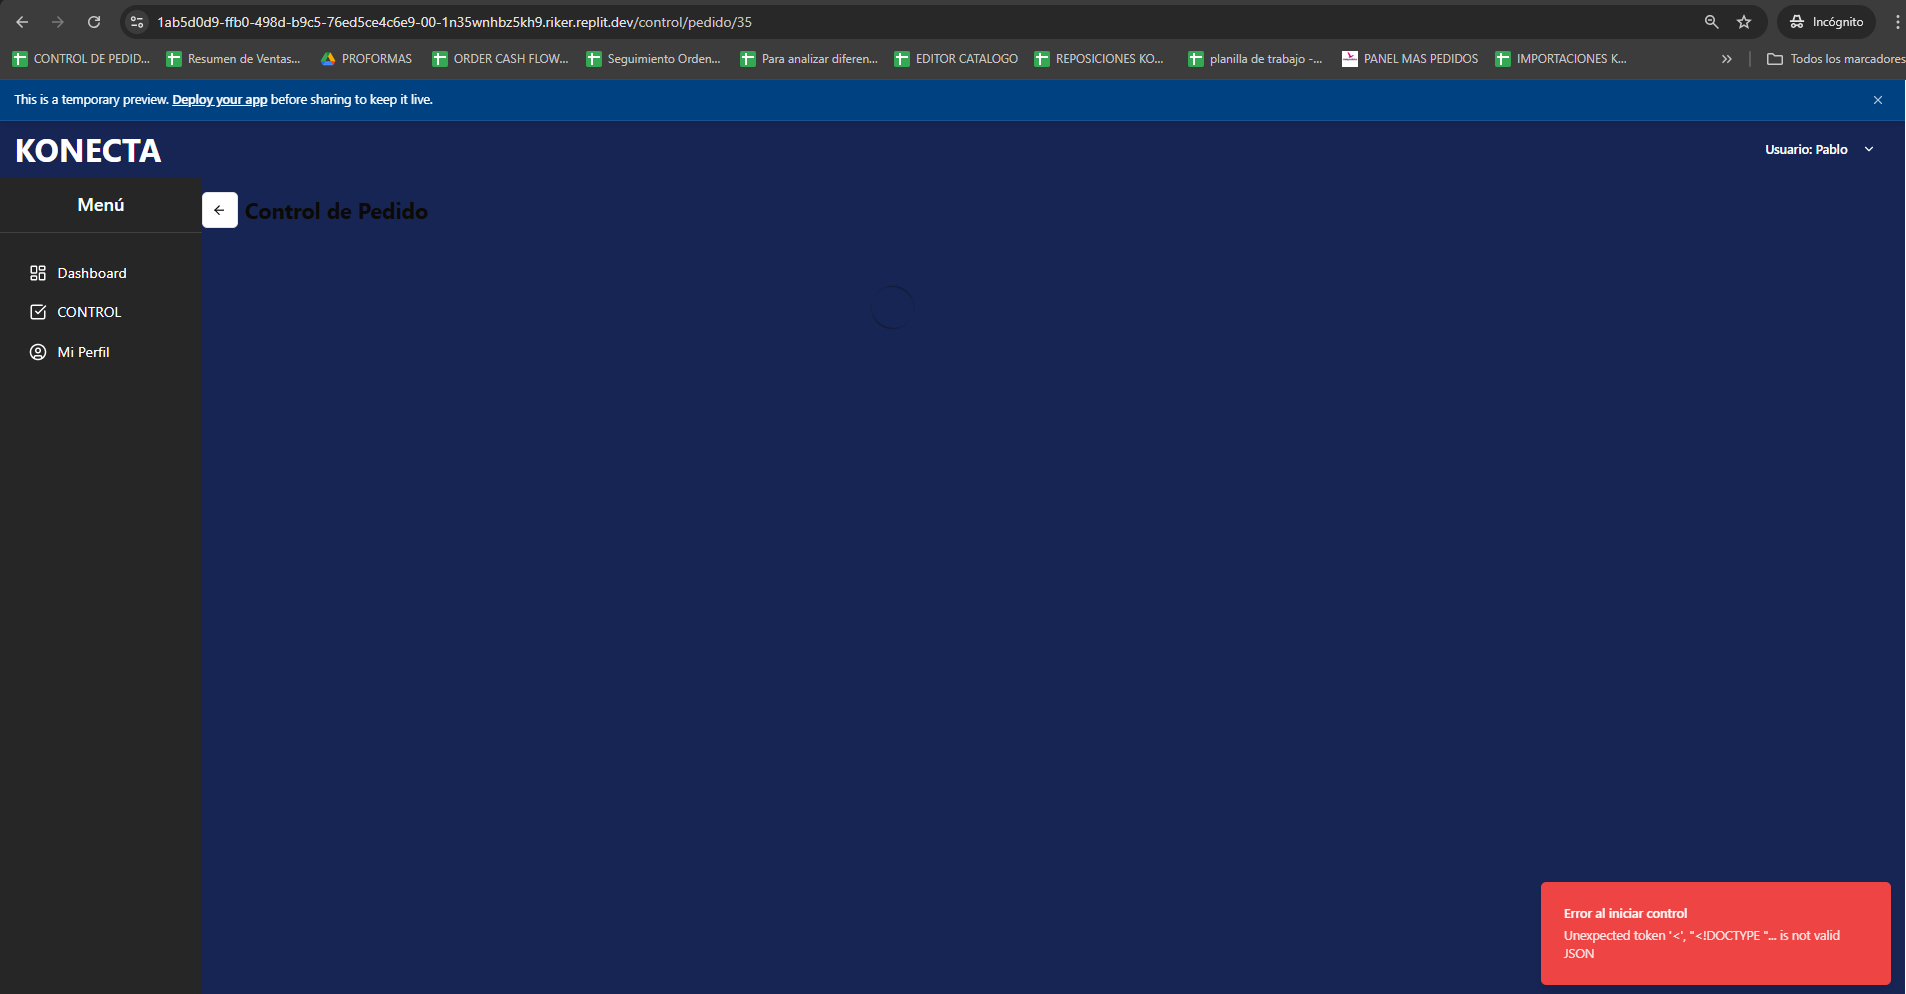 1ab5d0d9-ffb0-498d-b9c5-76ed5ce4c6e9-00-1n35wnhbz5kh9.riker.replit.dev/control/pedido/35
Incógnito
CONTROL DE PEDID...
Resumen de Ventas...
PROFORMAS
ORDER CASH FLOW...
Seguimiento Orden...
Para analizar diferen...
EDITOR CATALOGO
REPOSICIONES KO...
planilla de trabajo -...
PANEL MAS PEDIDOS
IMPORTACIONES K...
Todos los marcadores
This is a temporary preview. Deploy your app before sharing to keep it live.
KONECTA
Usuario: Pablo
Menú
Control de Pedido
Dashboard
CONTROL
Mi Perfil
Error al iniciar control
Unexpected token '<', "<!DOCTYPE "... is not valid
JSON